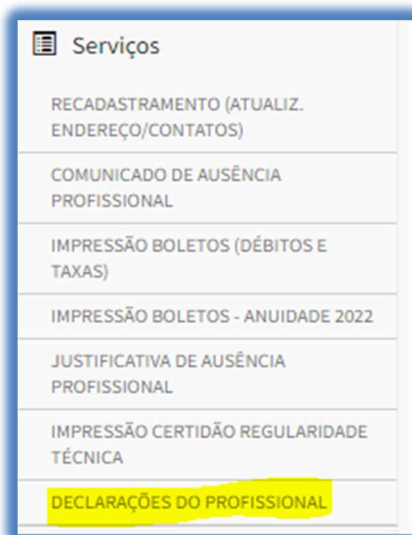 Serviços
RECADASTRAMENTO (ATUALIZ.
ENDEREÇO/CONTATOS)
COMUNICADO DE AUSÊNCIA
PROFISSIONAL
IMPRESSÃO BOLETOS (DÉBITOS E
TAXAS)
IMPRESSÃO BOLETOS - ANUIDADE 2022
JUSTIFICATIVA DE AUSÊNCIA
PROFISSIONAL
IMPRESSÃO CERTIDÃO REGULARIDADE
TÉCNICA
DECLARAÇÕES DO PROFISSIONAL